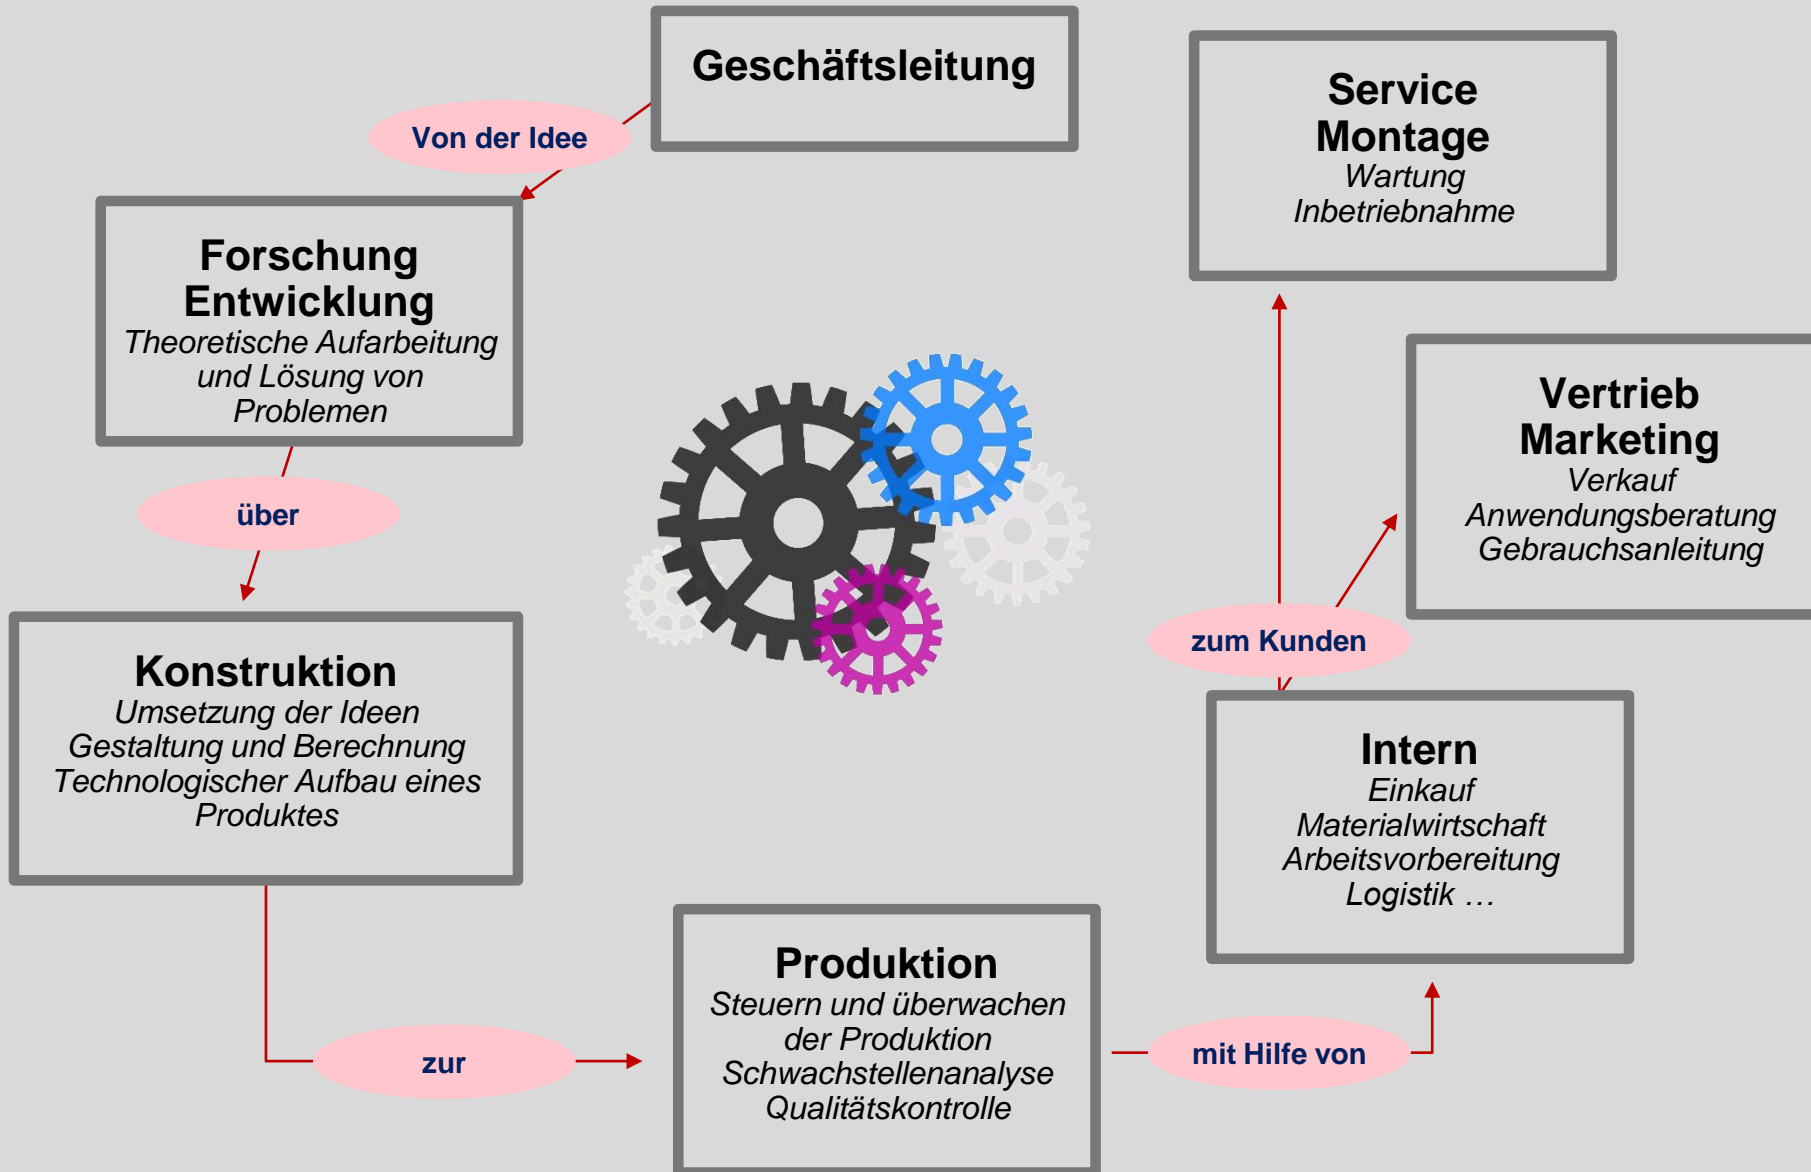 Geschäftsleitung
Von der Idee
Forschung
Entwicklung
Theoretische Aufarbeitung
und Lösung von
Problemen
über
Konstruktion
Umsetzung der Ideen
Gestaltung und Berechnung
Technologischer Aufbau eines
Produktes
zur
Produktion
Steuern und überwachen
der Produktion
Schwachstellenanalyse
Qualitätskontrolle
mit Hilfe von
Intern
Einkauf
Materialwirtschaft
Arbeitsvorbereitung
Logistik …
zum Kunden
Vertrieb
Marketing
Verkauf
Anwendungsberatung
Gebrauchsanleitung
Service
Montage
Wartung
Inbetriebnahme